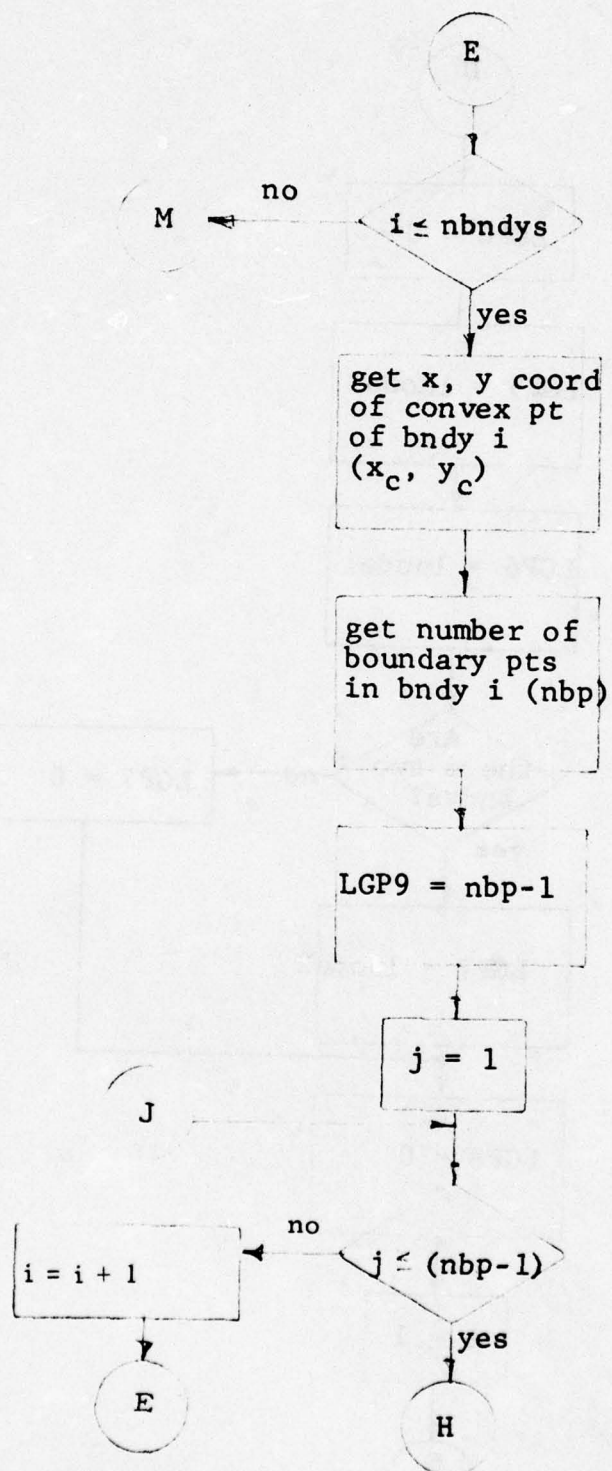 E
no
M
i ≤ nbndys
yes
get x, y coord
of convex pt
of bndy i
(x_c, y_c)
get number of
boundary pts
in bndy i (nbp)
LGP9 = nbp-1
j = 1
J
no
j ≤ (nbp-1)
i = i + 1
yes
E
H